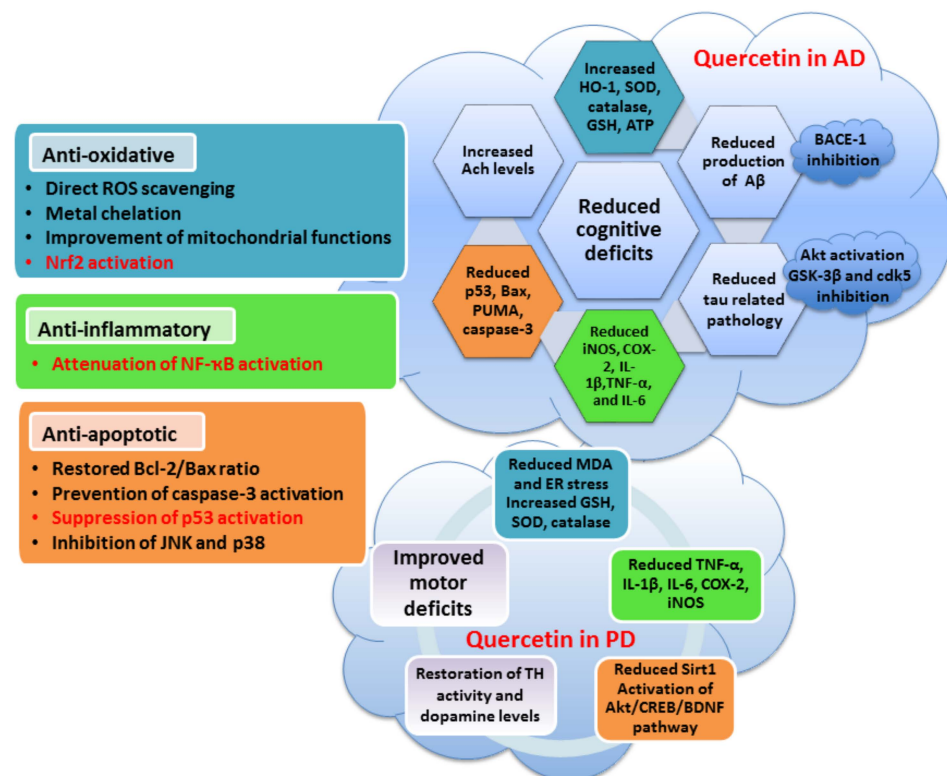 Anti-oxidative
• Direct ROS scavenging
• Metal chelation
• Improvement of mitochondrial functions
• Nrf2 activation
Anti-inflammatory
• Attenuation of NF-κB activation
Anti-apoptotic
• Restored Bcl-2/Bax ratio
• Prevention of caspase-3 activation
• Suppression of p53 activation
• Inhibition of JNK and p38
Quercetin in AD
Increased
HO-1, SOD,
catalase,
GSH, ATP
Increased
Ach levels
Reduced
production
of Aβ
BACE-1
inhibition
Reduced
cognitive
deficits
Reduced
p53, Bax,
PUMA,
caspase-3
Reduced
tau related
pathology
Akt activation
GSK-3β and cdk5
inhibition
Reduced
iNOS, COX-
2, IL-
1β,TNF-α,
and IL-6
Reduced MDA
and ER stress
Increased GSH,
SOD, catalase
Improved
motor
deficits
Reduced TNF-α,
IL-1β, IL-6, COX-2,
iNOS
Quercetin in PD
Restoration of TH
activity and
dopamine levels
Reduced Sirt1
Activation of
Akt/CREB/BDNF
pathway